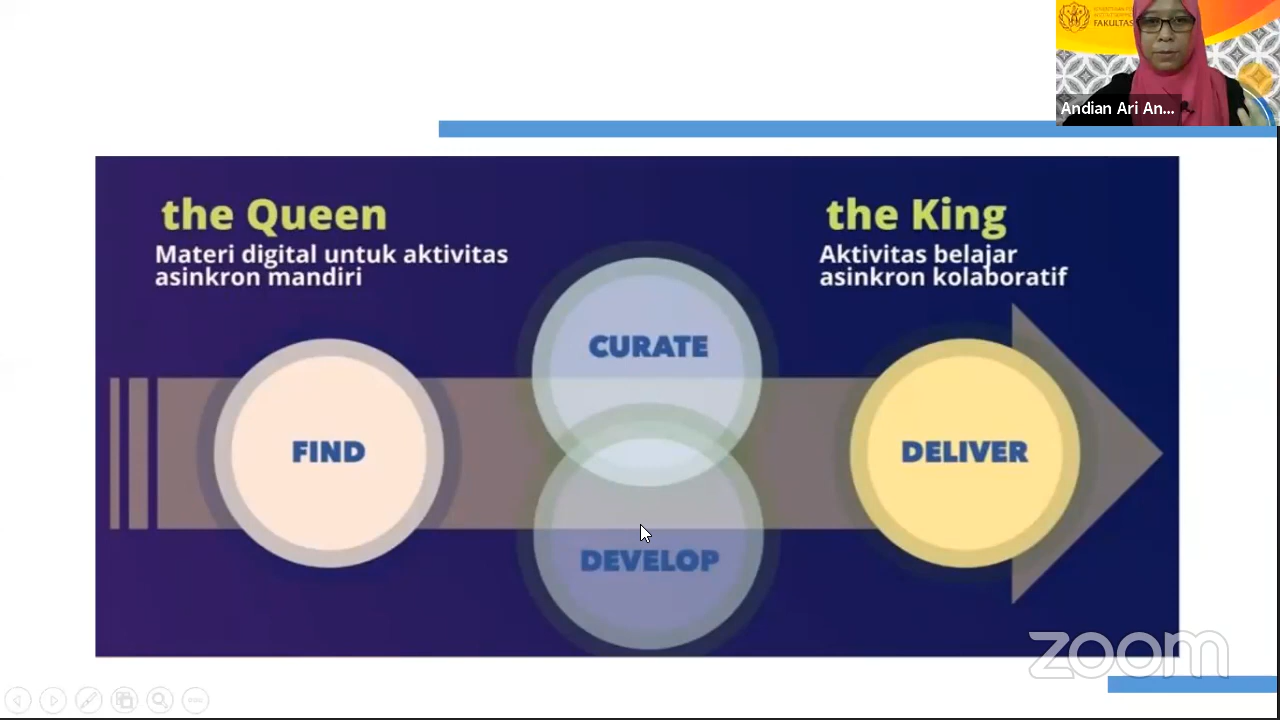 FAKULTAS
Andian Ari An...
the Queen
Materi digital untuk aktivitas
asinkron mandiri
the King
Aktivitas belajar
asinkron kolaboratif
CURATE
FIND
DELIVER
DEVELOP
zoom